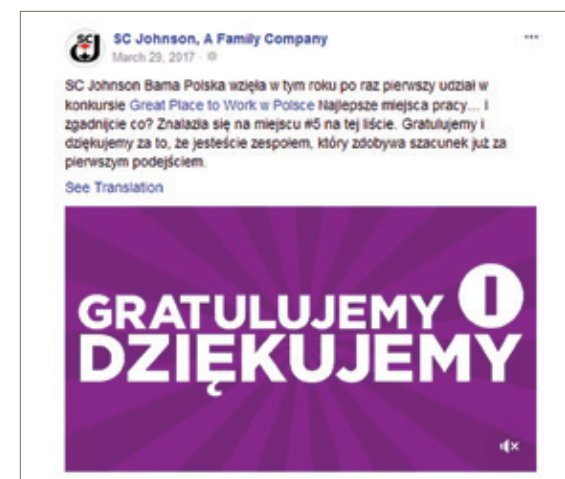 SC Johnson, A Family Company
March 29, 2017
SC Johnson Bama Polska wzięła w tym roku po raz pierwszy udział w
konkursie Great Place to Work w Polsce Najlepsze miejsca pracy… i
zgadnijcie co? Znalazła się na miejscu #5 na tej liście. Gratulujemy i
dziękujemy za to, że jesteście zespołem, który zdobywa szacunek już za
pierwszym podejściem.
See Translation
GRATULUJEMY I
DZIĘKUJEMY